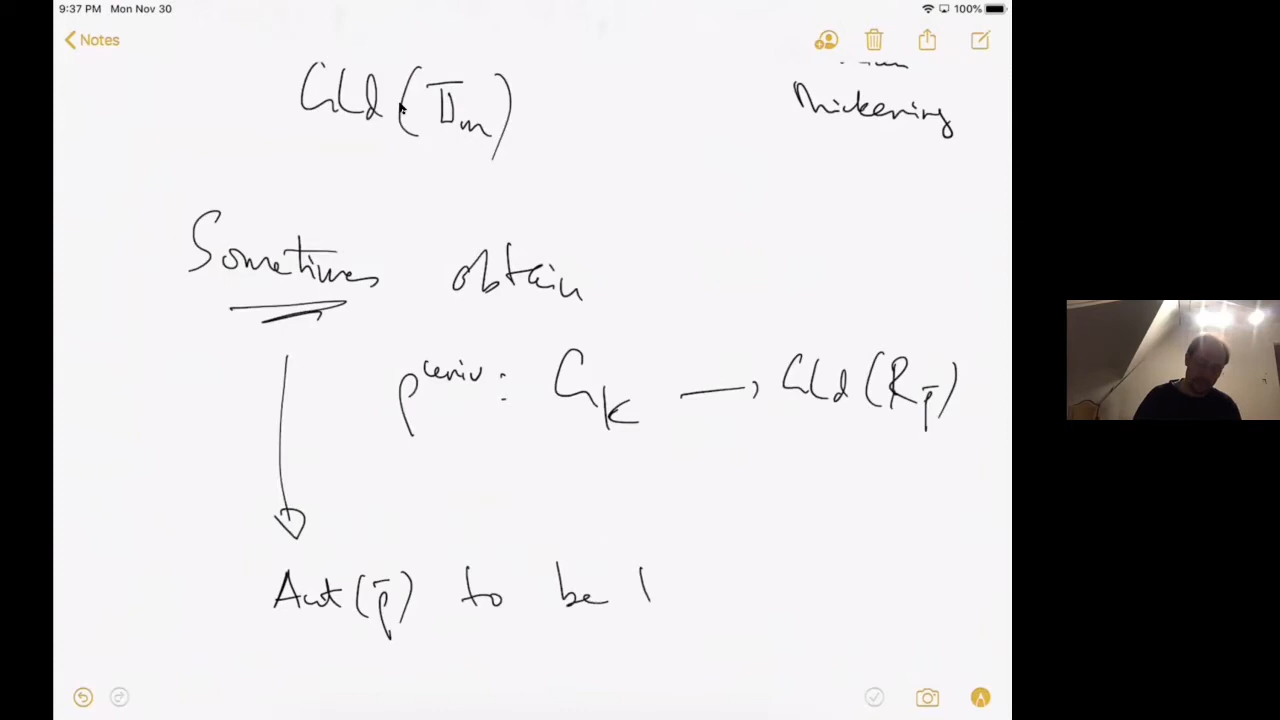 9:37 PM Mon Nov 30
100%
Notes
GLd(𝕋m)
Thickening
Sometimes obtain
ρ^univ : G_K → GLd(R_ρ̄)
Aut(ρ̄) to be